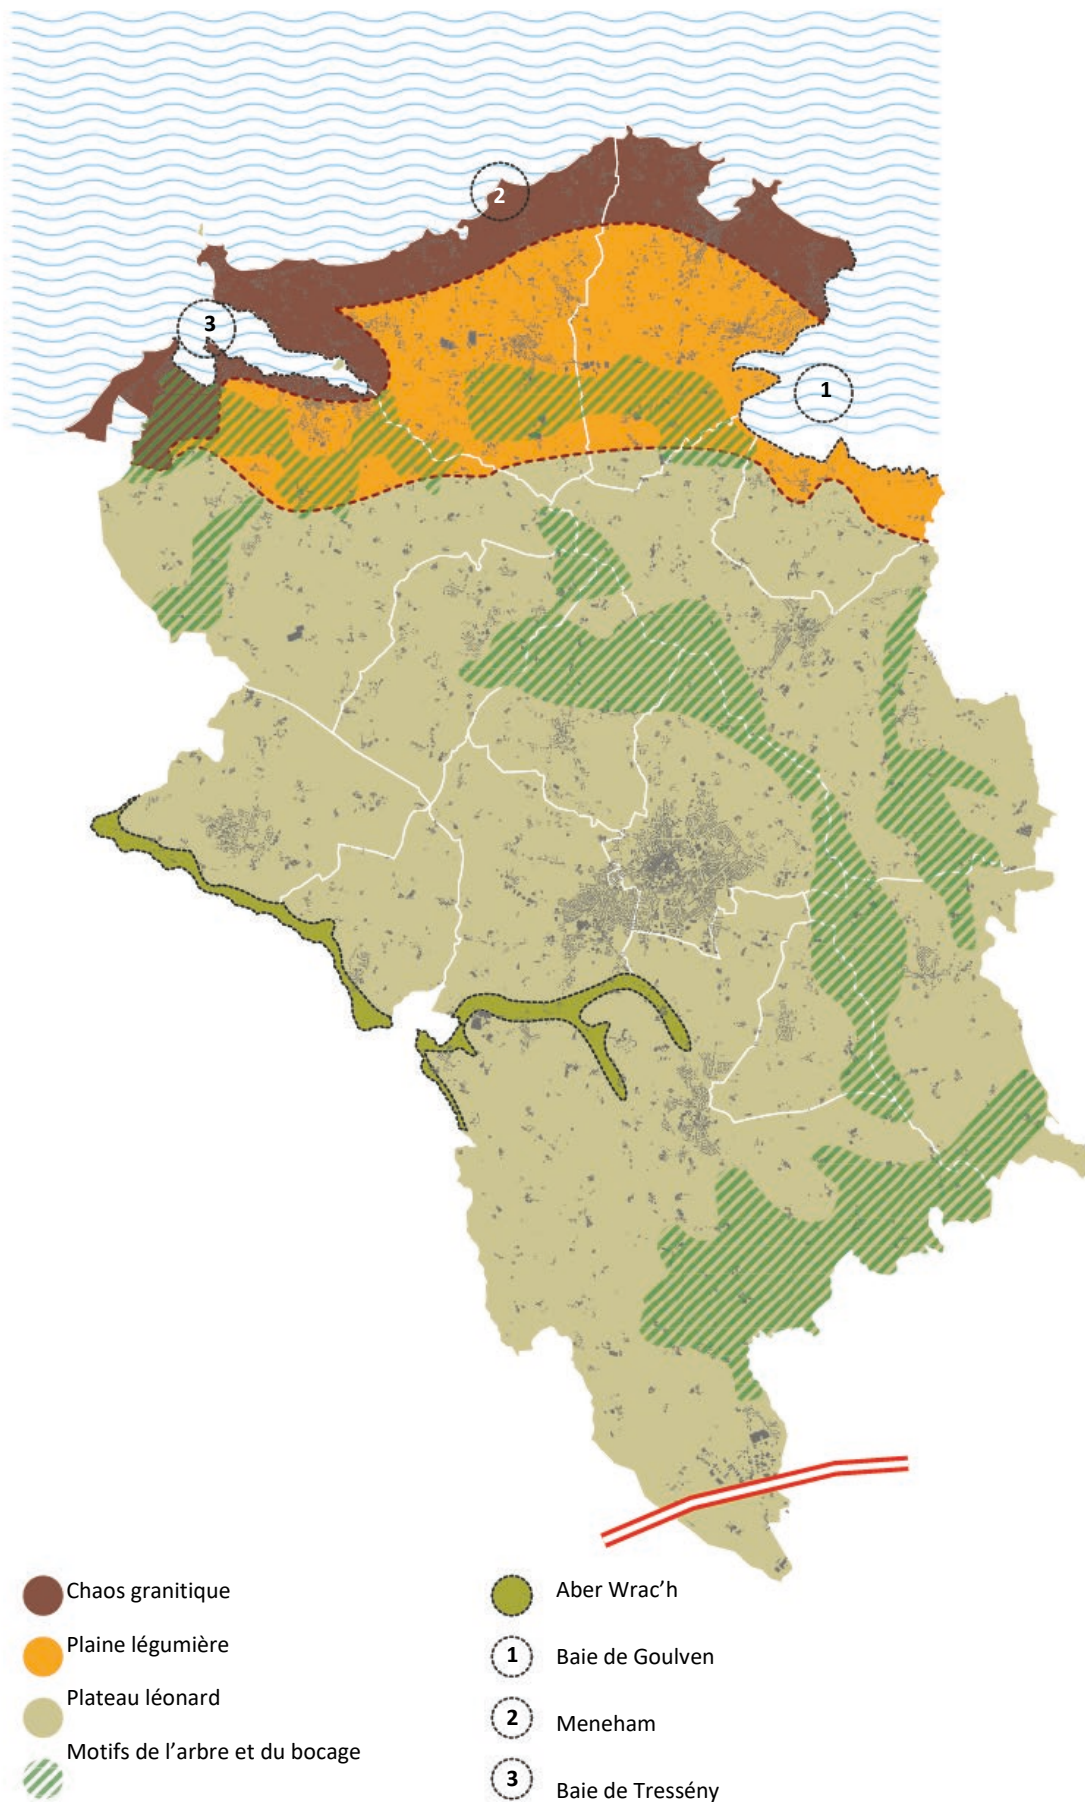 2
3
1
Chaos granitique
Plaine légumière
Plateau léonard
Motifs de l'arbre et du bocage
Aber Wrac'h
1 Baie de Goulven
2 Meneham
3 Baie de Tressény